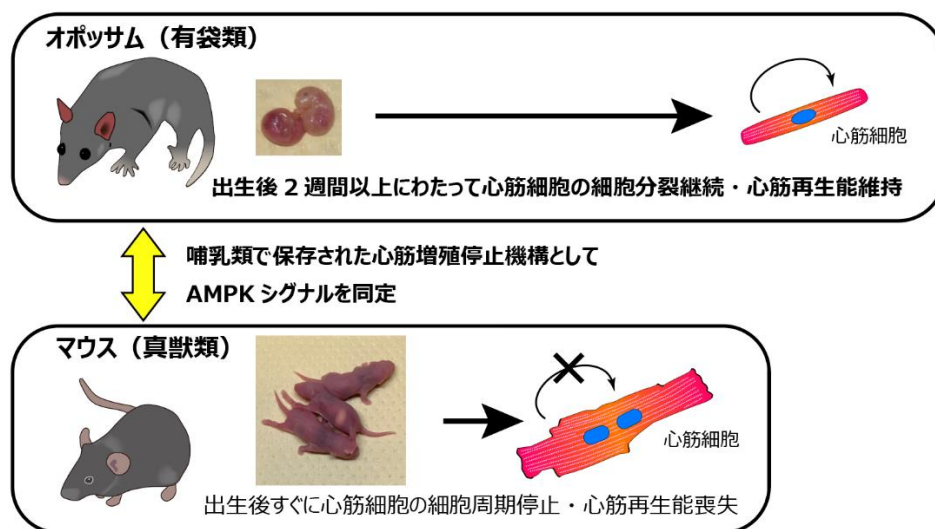 オポッサム（有袋類）
心筋細胞
出生後 2 週間以上にわたって心筋細胞の細胞分裂継続・心筋再生能維持
哺乳類で保存された心筋増殖停止機構として
AMPK シグナルを同定
マウス（真獣類）
心筋細胞
出生後すぐに心筋細胞の細胞周期停止・心筋再生能喪失